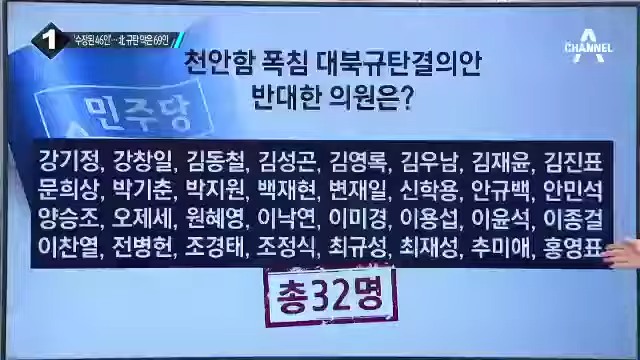 1 '수장된 46인'…北 규탄 막은 69인
CHANNEL A
천안함 폭침 대북규탄결의안
반대한 의원은?
민주당
강기정, 강창일, 김동철, 김성곤, 김영록, 김우남, 김재윤, 김진표
문희상, 박기춘, 박지원, 백재현, 변재일, 신학용, 안규백, 안민석
양승조, 오제세, 원혜영, 이낙연, 이미경, 이용섭, 이윤석, 이종걸
이찬열, 전병헌, 조경태, 조정식, 최규성, 최재성, 추미애, 홍영표
총32명